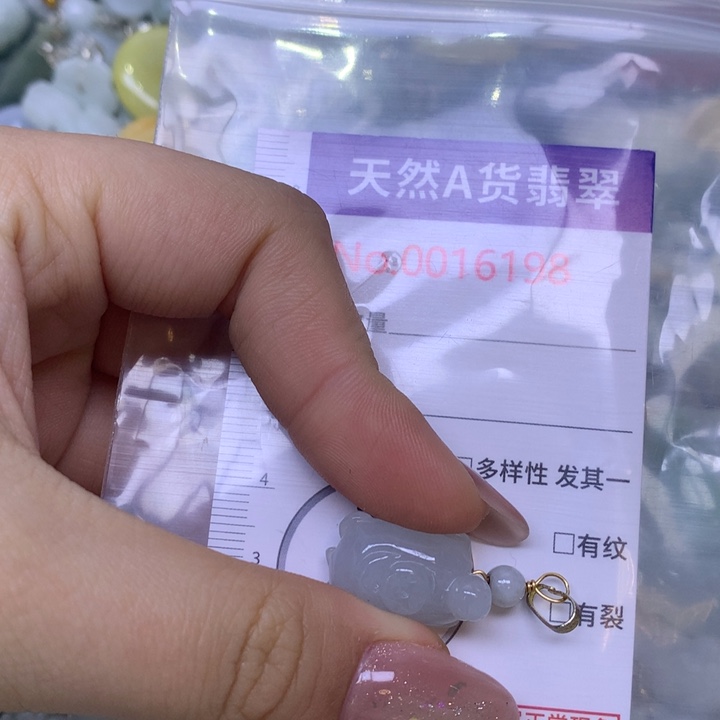 天然A货翡翠
No:0016198
量
多样性 发其一
4
□有纹
3
□有裂